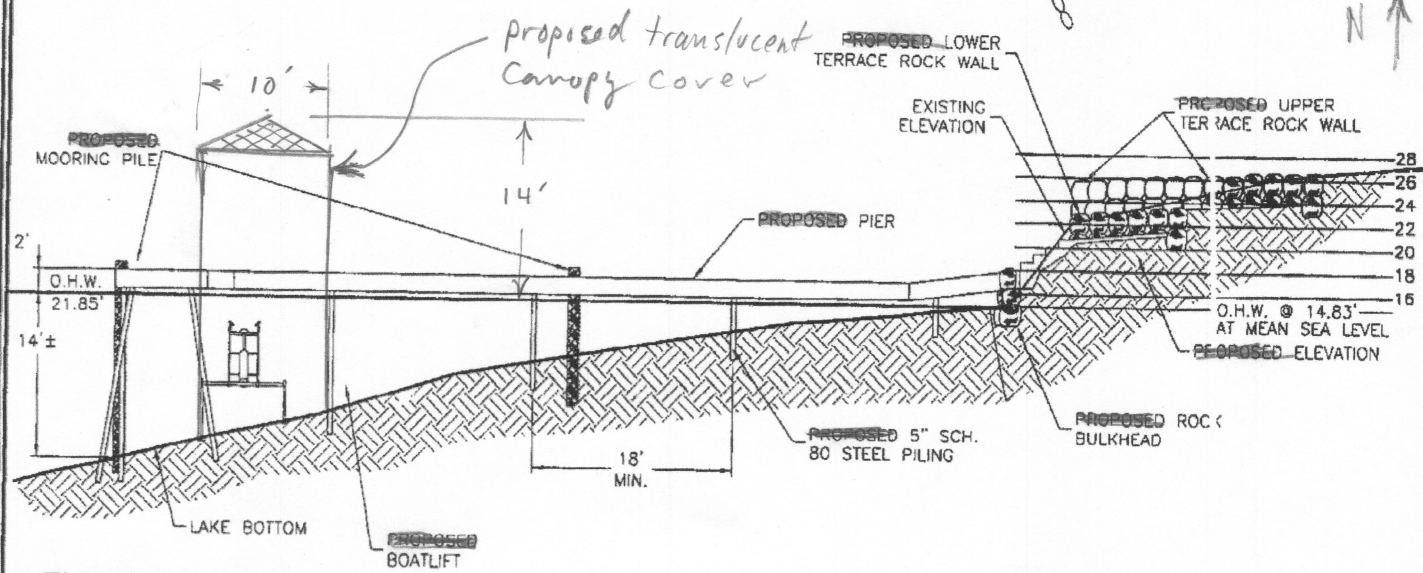 proposed translucent
Canopy cover
N
10'
14'
PROPOSED LOWER
TERRACE ROCK WALL
EXISTING
ELEVATION
PROPOSED UPPER
TERRACE ROCK WALL
PROPOSED
MOORING PILE
PROPOSED PIER
28
26
24
22
20
18
16
2'
O.H.W.
21.85'
14'±
O.H.W. @ 14.83'
AT MEAN SEA LEVEL
PROPOSED ELEVATION
PROPOSED ROCK
BULKHEAD
PROPOSED 5" SCH.
80 STEEL PILING
18'
MIN.
LAKE BOTTOM
PROPOSED
BOATLIFT